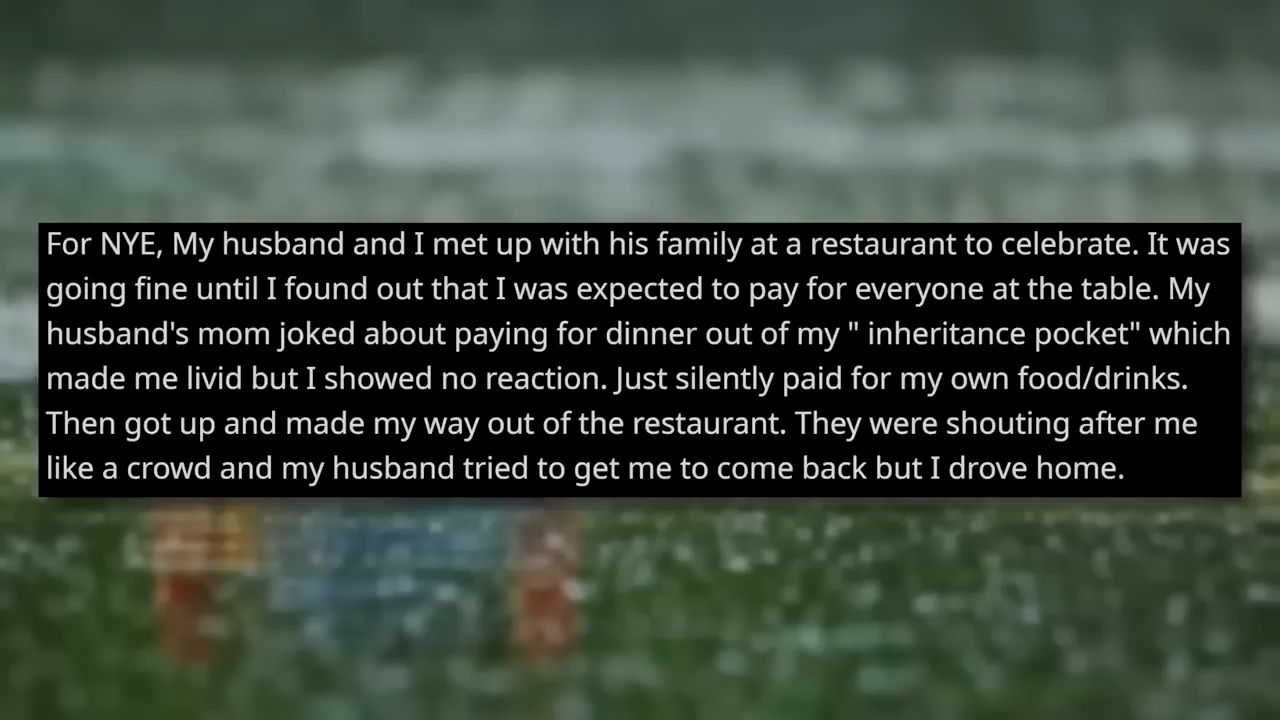 For NYE, My husband and I met up with his family at a restaurant to celebrate. It was
going fine until I found out that I was expected to pay for everyone at the table. My
husband's mom joked about paying for dinner out of my " inheritance pocket" which
made me livid but I showed no reaction. Just silently paid for my own food/drinks.
Then got up and made my way out of the restaurant. They were shouting after me
like a crowd and my husband tried to get me to come back but I drove home.